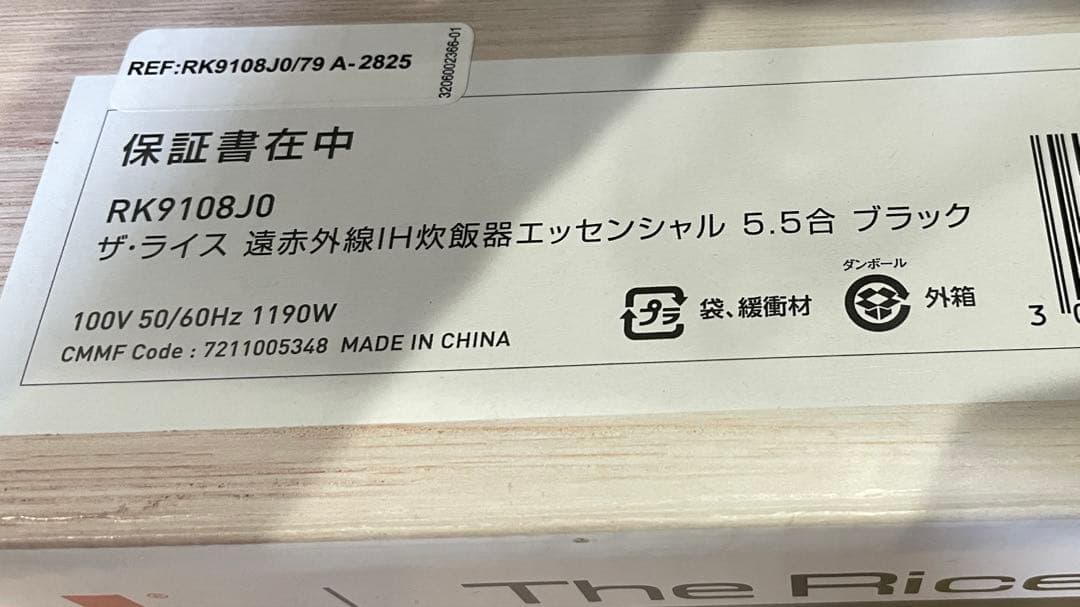 REF:RK9108J0/79 A-2825
3206002366-01
保証書在中
RK9108J0
ザ・ライス 遠赤外線IH炊飯器エッセンシャル 5.5合 ブラック
100V 50/60Hz 1190W
CMMF Code : 7211005348 MADE IN CHINA
プラ
袋、緩衝材
ダンボール
外箱
3
The Rice